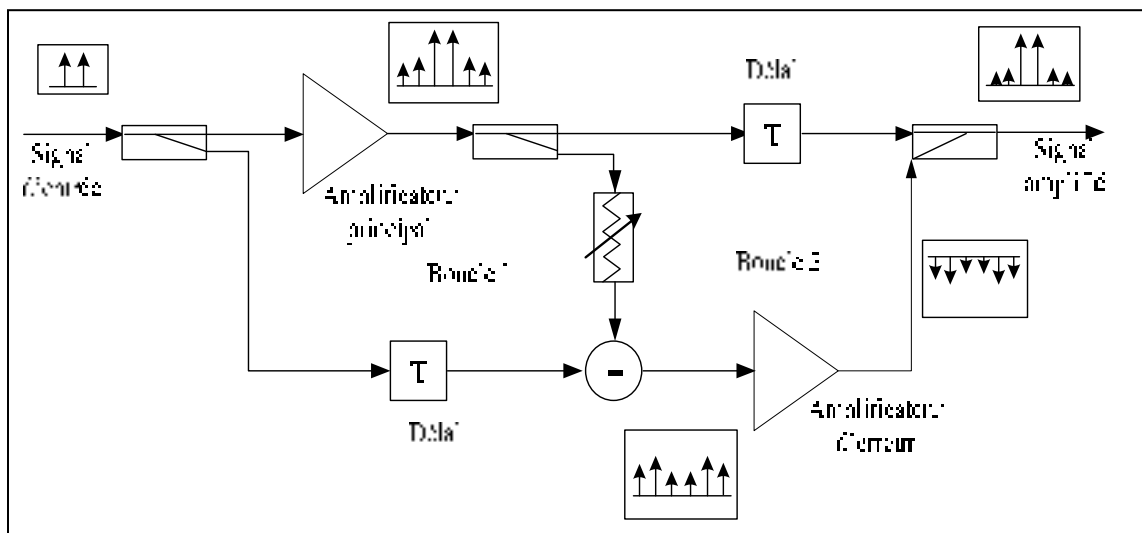 Délai
τ
Signal
d'entrée
Signal
amplifié
Amplificateur
principal
Boucle 1
Boucle 2
τ
-
Délai
Amplificateur
d'erreur